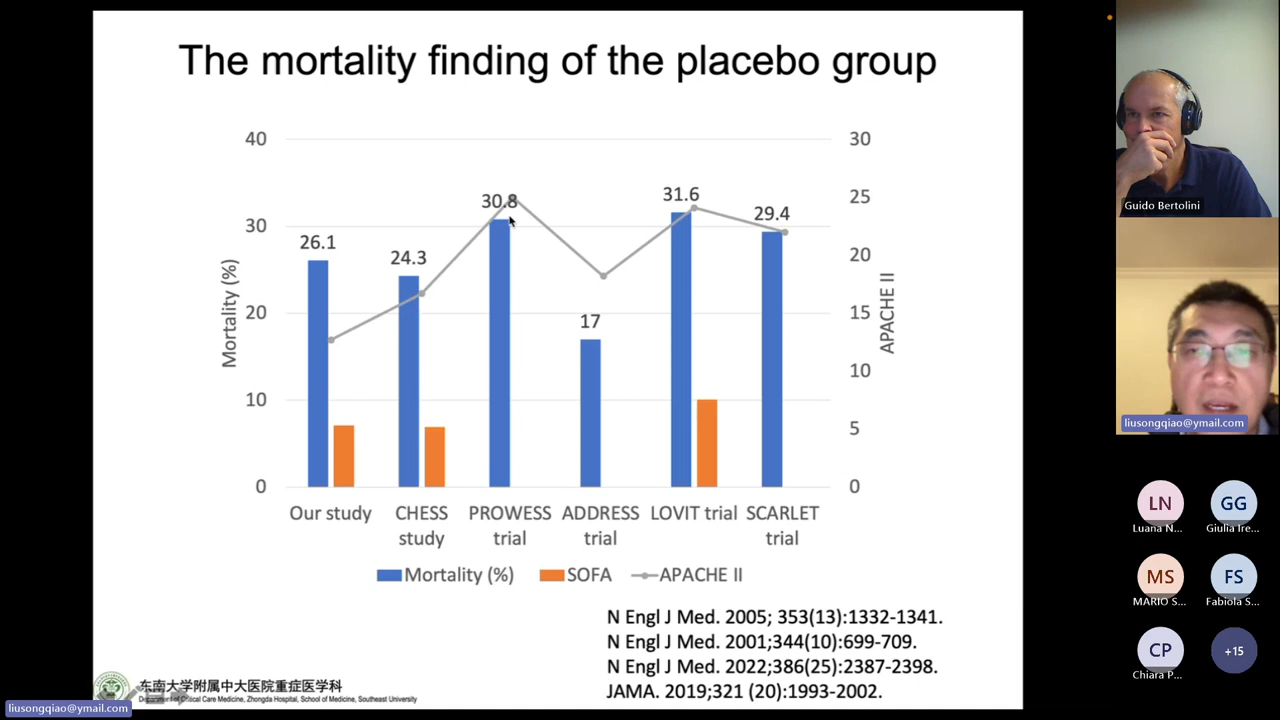 The mortality finding of the placebo group
40
30
20
10
0
Mortality (%)
30
25
20
15
10
5
0
APACHE II
26.1
24.3
30.8
17
31.6
29.4
Our study
CHESS study
PROWESS trial
ADDRESS trial
LOVIT trial
SCARLET trial
Mortality (%)
SOFA
APACHE II
N Engl J Med. 2005; 353(13):1332-1341.
N Engl J Med. 2001;344(10):699-709.
N Engl J Med. 2022;386(25):2387-2398.
JAMA. 2019;321 (20):1993-2002.
东南大学附属中大医院重症医学科
Department of Critical Care Medicine, Zhongda Hospital, School of Medicine, Southeast University
liusongqiao@ymail.com
Guido Bertolini
liusongqiao@ymail.com
LN
Luana N...
GG
Giulia Ire...
MS
MARIO S...
FS
Fabiola S...
CP
Chiara P...
+15